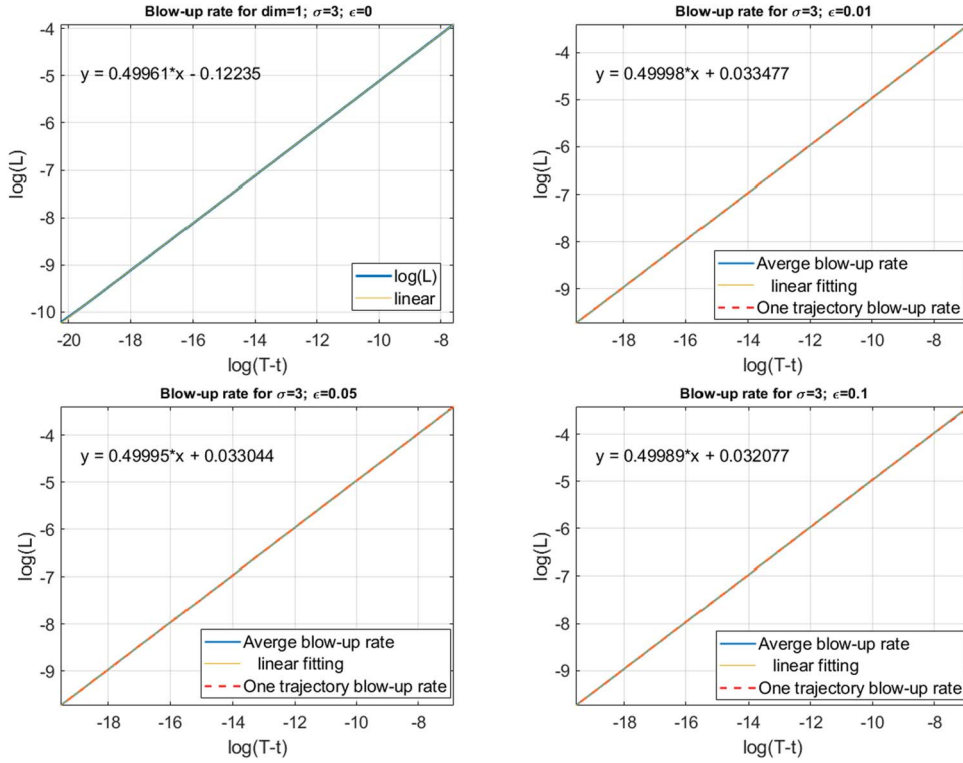 Blow-up rate for dim=1; σ=3; ϵ=0
y = 0.49961*x - 0.12235
-4
-5
-6
-7
-8
-9
-10
log(L)
log(L)
linear
-20
-18
-16
-14
-12
-10
-8
log(T-t)
Blow-up rate for σ=3; ϵ=0.01
y = 0.49998*x + 0.033477
-4
-5
-6
-7
-8
-9
log(L)
Averge blow-up rate
linear fitting
One trajectory blow-up rate
-18
-16
-14
-12
-10
-8
log(T-t)
Blow-up rate for σ=3; ϵ=0.05
y = 0.49995*x + 0.033044
-4
-5
-6
-7
-8
-9
log(L)
Averge blow-up rate
linear fitting
One trajectory blow-up rate
-18
-16
-14
-12
-10
-8
log(T-t)
Blow-up rate for σ=3; ϵ=0.1
y = 0.49989*x + 0.032077
-4
-5
-6
-7
-8
-9
log(L)
Averge blow-up rate
linear fitting
One trajectory blow-up rate
-18
-16
-14
-12
-10
-8
log(T-t)